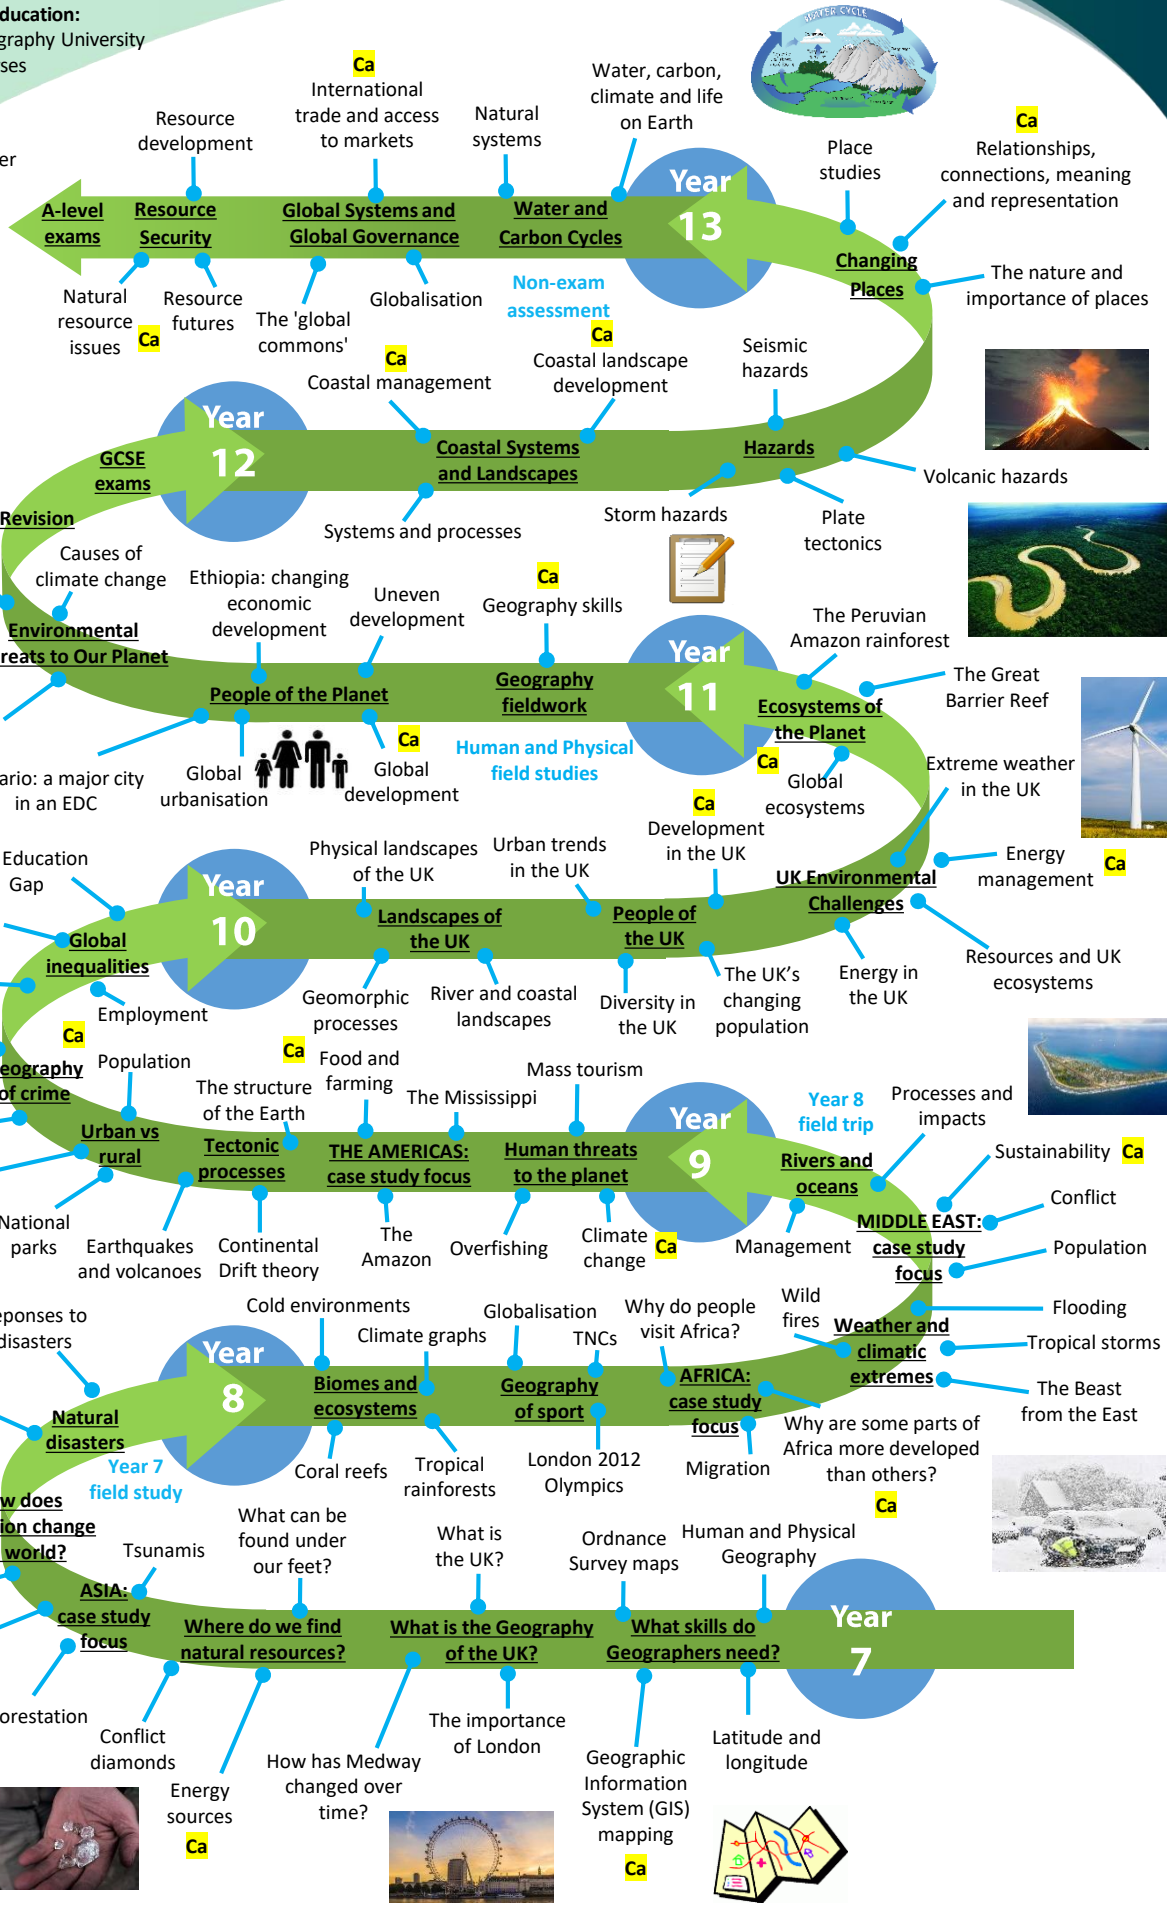 ducation:
graphy University
rses
er
Resource
development
Ca
International
trade and access
to markets
Natural
systems
Water, carbon,
climate and life
on Earth
WATER CYCLE
Place
studies
Ca
Relationships,
connections, meaning
and representation
A-level
exams
Resource
Security
Global Systems and
Global Governance
Water and
Carbon Cycles
Year
13
Changing
Places
The nature and
importance of places
Natural
resource
issues
Ca
Resource
futures
The 'global
commons'
Globalisation
Non-exam
assessment
Ca
Coastal management
Ca
Coastal landscape
development
Seismic
hazards
Year
12
GCSE
exams
Coastal Systems
and Landscapes
Hazards
Volcanic hazards
Systems and processes
Storm hazards
Plate
tectonics
Revision
Causes of
climate change
Ethiopia: changing
economic
development
Uneven
development
Ca
Geography skills
The Peruvian
Amazon rainforest
The Great
Barrier Reef
Environmental
reats to Our Planet
People of the Planet
Geography
fieldwork
Year
11
Ecosystems of
the Planet
Ca
Global
ecosystems
Extreme weather
in the UK
ario: a major city
in an EDC
Global
urbanisation
Ca
Global
development
Human and Physical
field studies
Education
Gap
Physical landscapes
of the UK
Urban trends
in the UK
Ca
Development
in the UK
UK Environmental
Challenges
Energy
management
Ca
Year
10
Global
inequalities
Landscapes of
the UK
People of
the UK
Resources and UK
ecosystems
Energy in
the UK
Employment
Geomorphic
processes
River and coastal
landscapes
Diversity in
the UK
The UK's
changing
population
Ca
eography
of crime
Population
Ca
The structure
of the Earth
Food and
farming
The Mississippi
Mass tourism
Year
9
Year 8
field trip
Processes and
impacts
Urban vs
rural
Tectonic
processes
THE AMERICAS:
case study focus
Human threats
to the planet
Rivers and
oceans
Sustainability
Ca
Conflict
MIDDLE EAST:
case study
focus
Population
National
parks
Earthquakes
and volcanoes
Continental
Drift theory
The
Amazon
Overfishing
Climate
change
Ca
Management
eponses to
disasters
Cold environments
Climate graphs
Globalisation
TNCs
Why do people
visit Africa?
Wild
fires
Weather and
climatic
extremes
Flooding
Tropical storms
The Beast
from the East
Year
8
Natural
disasters
Biomes and
ecosystems
Geography
of sport
AFRICA:
case study
focus
Why are some parts of
Africa more developed
than others?
Ca
Year 7
field study
Coral reefs
Tropical
rainforests
London 2012
Olympics
Migration
w does
ion change
world?
Tsunamis
What can be
found under
our feet?
What is
the UK?
Ordnance
Survey maps
Human and Physical
Geography
ASIA:
case study
focus
Where do we find
natural resources?
What is the Geography
of the UK?
What skills do
Geographers need?
Year
7
orestation
Conflict
diamonds
Energy
sources
Ca
How has Medway
changed over
time?
The importance
of London
Geographic
Information
System (GIS)
mapping
Ca
Latitude and
longitude